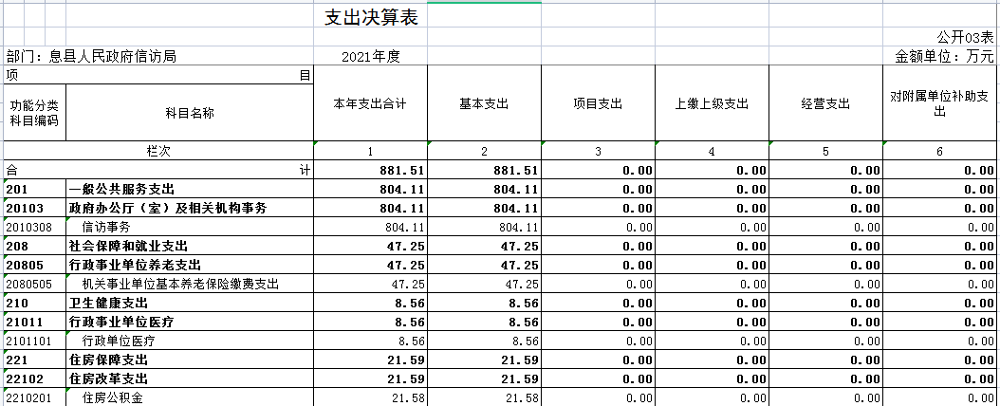 支出决算表
公开03表
部门：息县人民政府信访局 2021年度 金额单位：万元
项 目 本年支出合计 基本支出 项目支出 上缴上级支出 经营支出 对附属单位补助支出
功能分类科目编码 科目名称
栏次 1 2 3 4 5 6
合 计 881.51 881.51 0.00 0.00 0.00 0.00
201 一般公共服务支出 804.11 804.11 0.00 0.00 0.00 0.00
20103 政府办公厅（室）及相关机构事务 804.11 804.11 0.00 0.00 0.00 0.00
2010308 信访事务 804.11 804.11 0.00 0.00 0.00 0.00
208 社会保障和就业支出 47.25 47.25 0.00 0.00 0.00 0.00
20805 行政事业单位养老支出 47.25 47.25 0.00 0.00 0.00 0.00
2080505 机关事业单位基本养老保险缴费支出 47.25 47.25 0.00 0.00 0.00 0.00
210 卫生健康支出 8.56 8.56 0.00 0.00 0.00 0.00
21011 行政事业单位医疗 8.56 8.56 0.00 0.00 0.00 0.00
2101101 行政单位医疗 8.56 8.56 0.00 0.00 0.00 0.00
221 住房保障支出 21.59 21.59 0.00 0.00 0.00 0.00
22102 住房改革支出 21.59 21.59 0.00 0.00 0.00 0.00
2210201 住房公积金 21.58 21.58 0.00 0.00 0.00 0.00